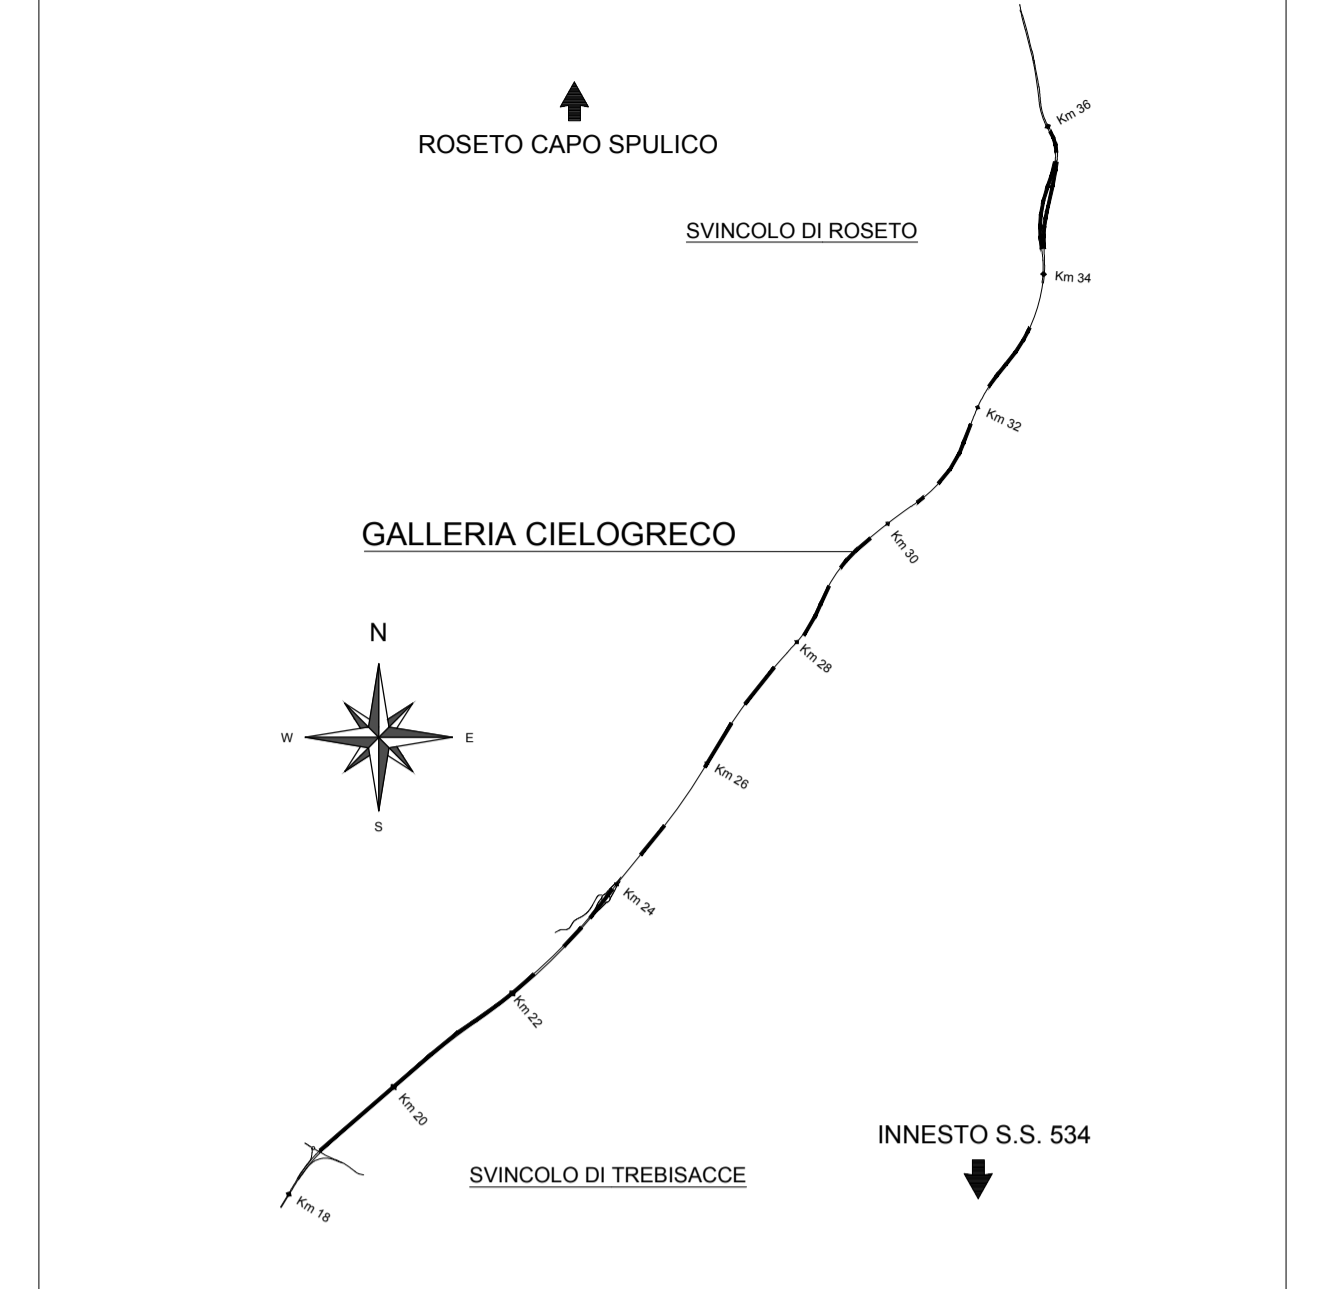 Km 36
ROSETO CAPO SPULICO
SVINCOLO DI ROSETO
Km 34
Km 32
GALLERIA CIELOGRECO
Km 30
N
Km 28
W
E
Km 26
S
Km 24
Km 22
Km 20
INNESTO S.S. 534
SVINCOLO DI TREBISACCE
Km 18